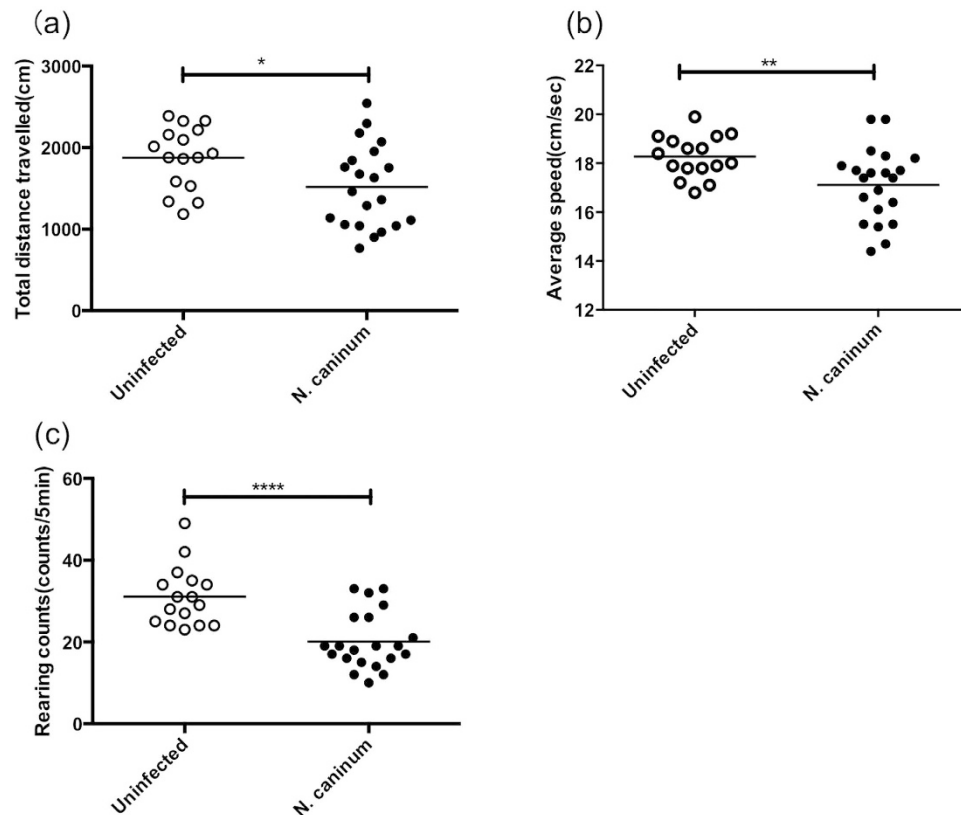 (a)
Total distance travelled(cm)
3000
2000
1000
0
*
Uninfected
N. caninum
(b)
Average speed(cm/sec)
22
20
18
16
14
12
**
Uninfected
N. caninum
(c)
Rearing counts(counts/5min)
60
40
20
0
****
Uninfected
N. caninum